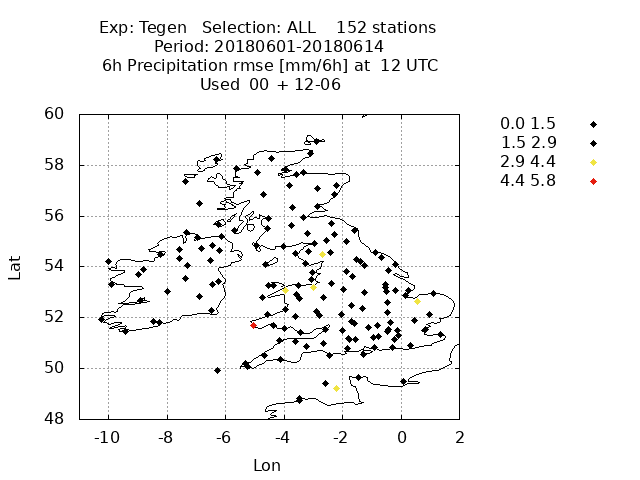 Exp: Tegen Selection: ALL 152 stations
Period: 20180601-20180614
6h Precipitation rmse [mm/6h] at 12 UTC
Used 00 + 12-06
60
58
56
54
52
50
48
Lat
-10 -8 -6 -4 -2 0 2
Lon
0.0 1.5
1.5 2.9
2.9 4.4
4.4 5.8